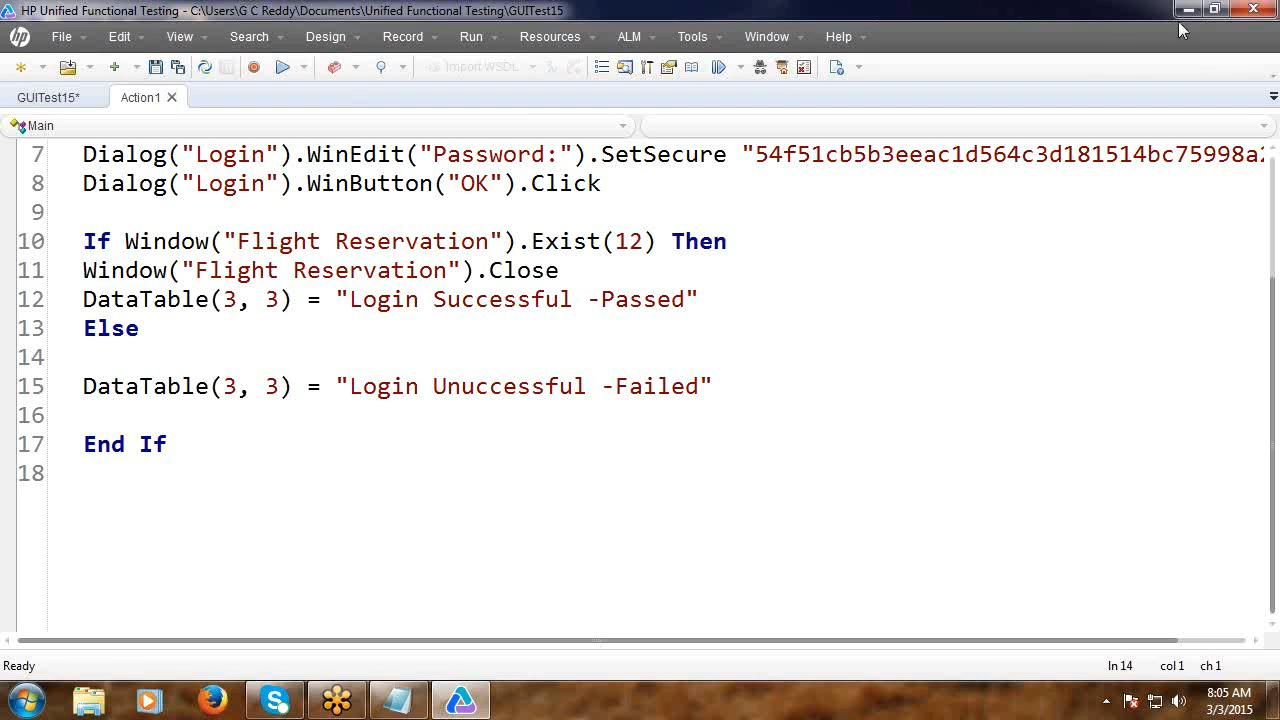 HP Unified Functional Testing - C:\Users\G C Reddy\Documents\Unified Functional Testing\GUITest15
hp File Edit View Search Design Record Run Resources ALM Tools Window Help
Import WSDL
GUITest15* Action1
Main
7 Dialog("Login").WinEdit("Password:").SetSecure "54f51cb5b3eeac1d564c3d181514bc75998a
8 Dialog("Login").WinButton("OK").Click
9
10 If Window("Flight Reservation").Exist(12) Then
11 Window("Flight Reservation").Close
12 DataTable(3, 3) = "Login Successful -Passed"
13 Else
14
15 DataTable(3, 3) = "Login Unuccessful -Failed"
16
17 End If
18
Ready ln 14 col 1 ch 1
8:05 AM
3/3/2015